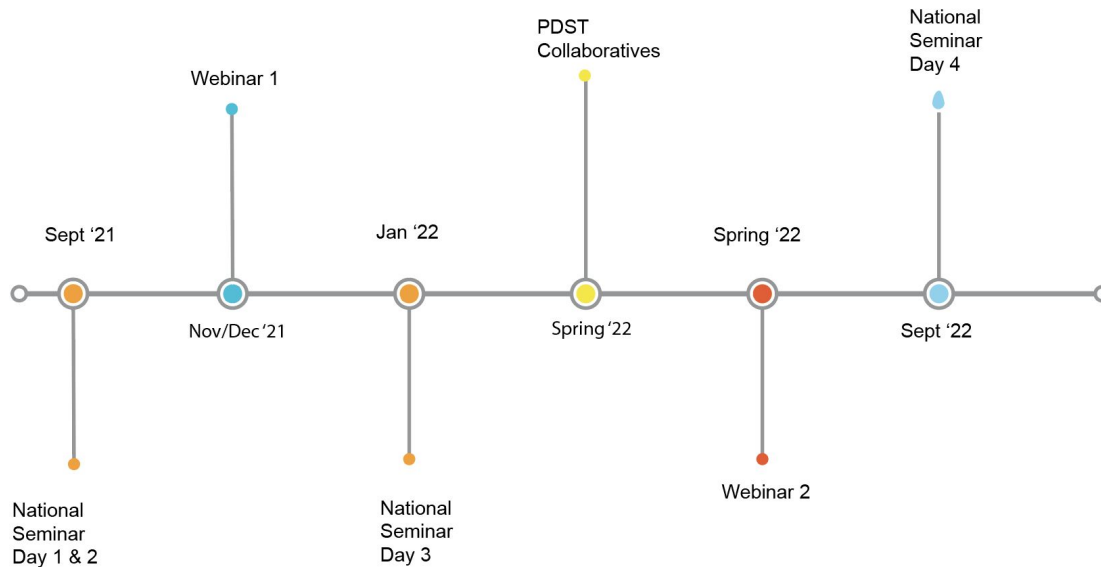 PDST
Collaboratives
National
Seminar
Day 4
Webinar 1
Sept ‘21
Jan ‘22
Spring ‘22
Nov/Dec ‘21
Spring ‘22
Sept ‘22
National
Seminar
Day 1 & 2
National
Seminar
Day 3
Webinar 2